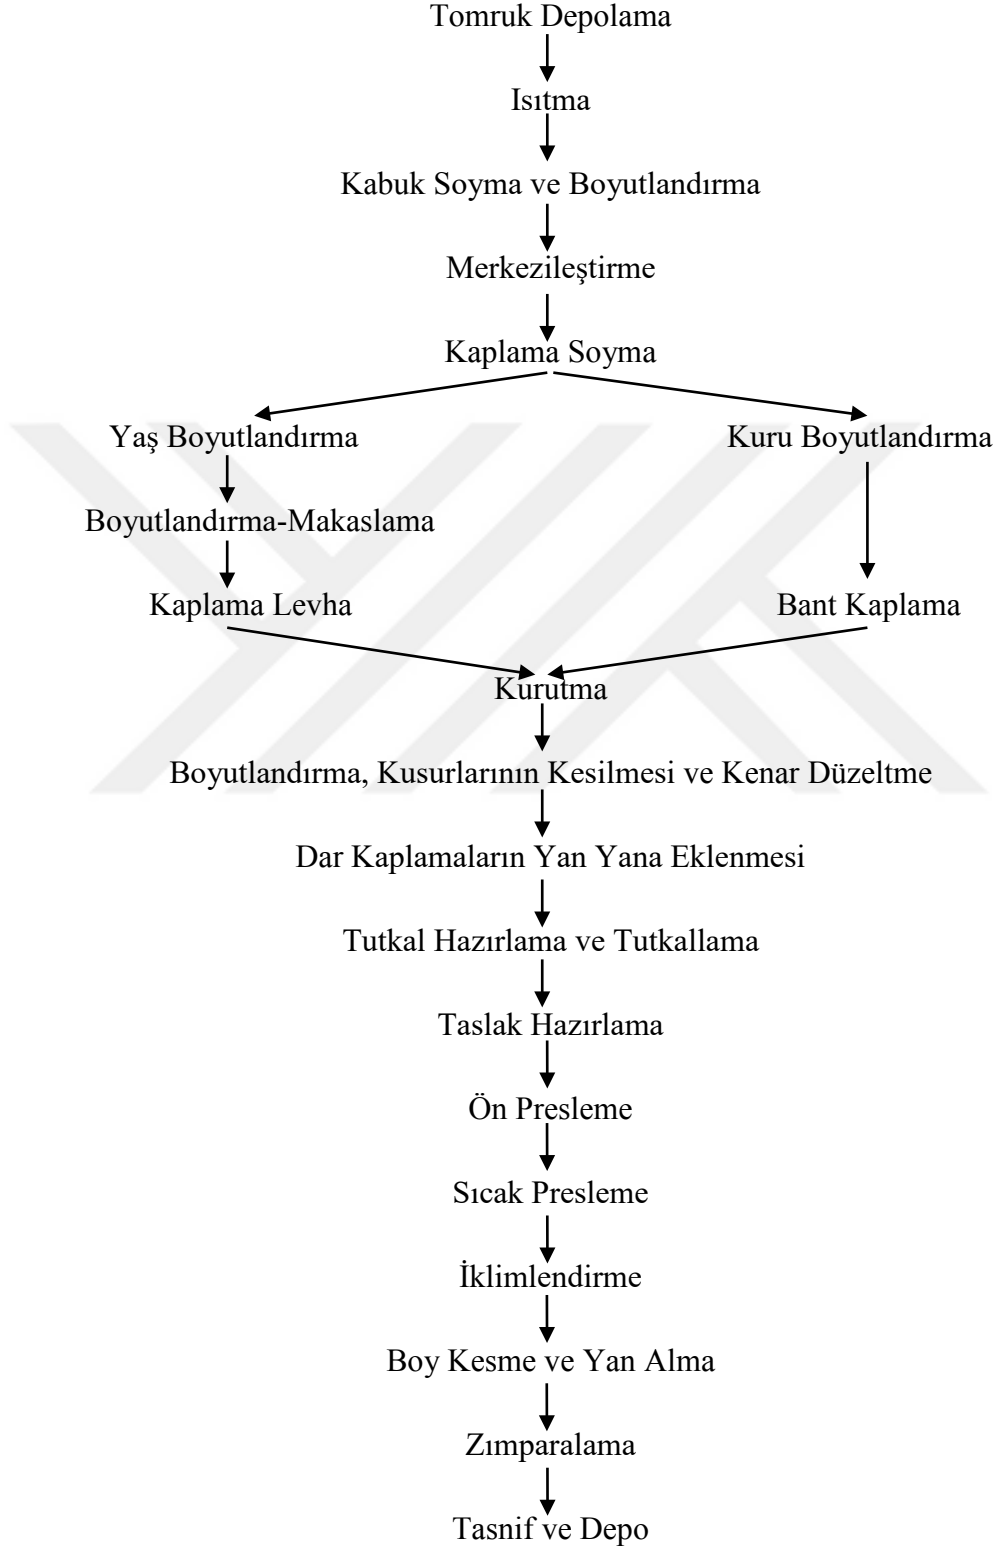 Tomruk Depolama
Isıtma
Kabuk Soyma ve Boyutlandırma
Merkezileştirme
Kaplama Soyma
Yaş Boyutlandırma
Kuru Boyutlandırma
Boyutlandırma-Makaslama
Kaplama Levha
Bant Kaplama
Kurutma
Boyutlandırma, Kusurlarının Kesilmesi ve Kenar Düzeltme
Dar Kaplamaların Yan Yana Eklenmesi
Tutkal Hazırlama ve Tutkallama
Taslak Hazırlama
Ön Presleme
Sıcak Presleme
İklimlendirme
Boy Kesme ve Yan Alma
Zımparalama
Tasnif ve Depo